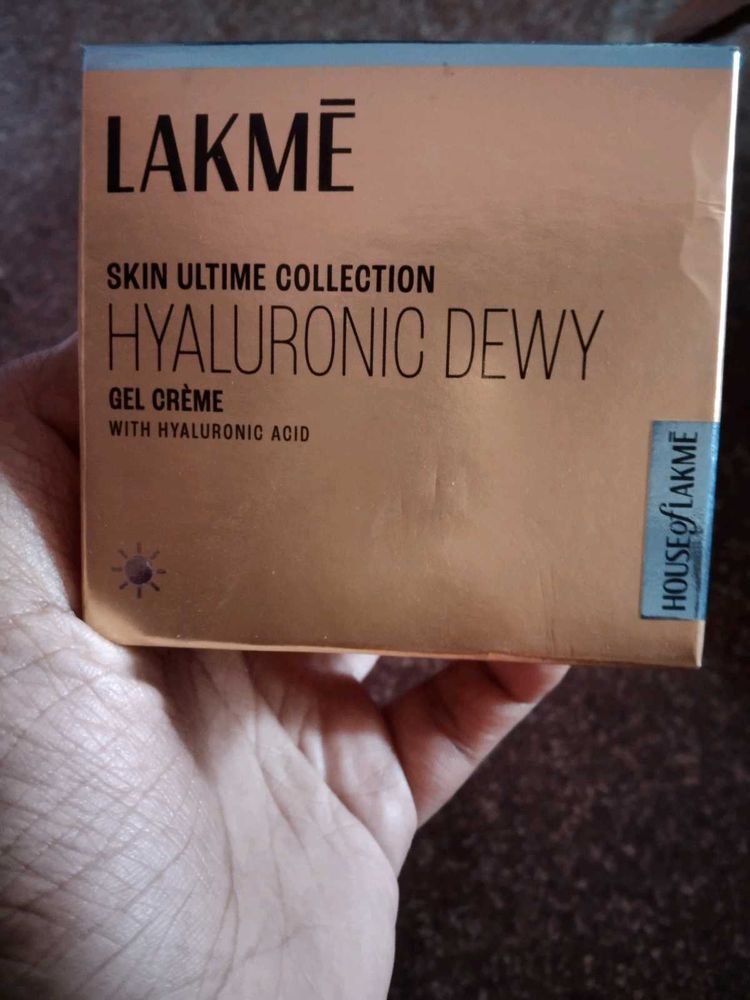 LAKMĒ
SKIN ULTIME COLLECTION
HYALURONIC DEWY
GEL CRÈME
WITH HYALURONIC ACID
HOUSE of LAKMĒ